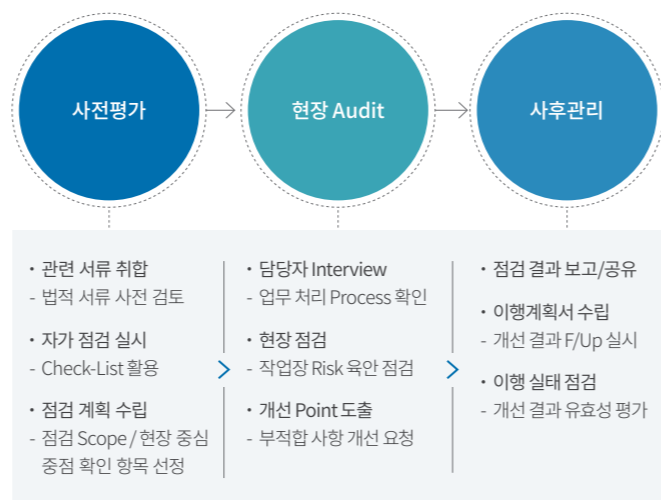 사전평가
현장 Audit
사후관리
· 관련 서류 취합
- 법적 서류 사전 검토
· 자가 점검 실시
- Check-List 활용
· 점검 계획 수립
- 점검 Scope / 현장 중심
중점 확인 항목 선정
· 담당자 Interview
- 업무 처리 Process 확인
· 현장 점검
- 작업장 Risk 육안 점검
· 개선 Point 도출
- 부적합 사항 개선 요청
· 점검 결과 보고/공유
· 이행계획서 수립
- 개선 결과 F/Up 실시
· 이행 실태 점검
- 개선 결과 유효성 평가